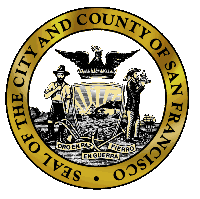 SEAL OF THE CITY AND COUNTY OF SAN FRANCISCO
ORO EN PAZ FIERRO
EN GUERRA